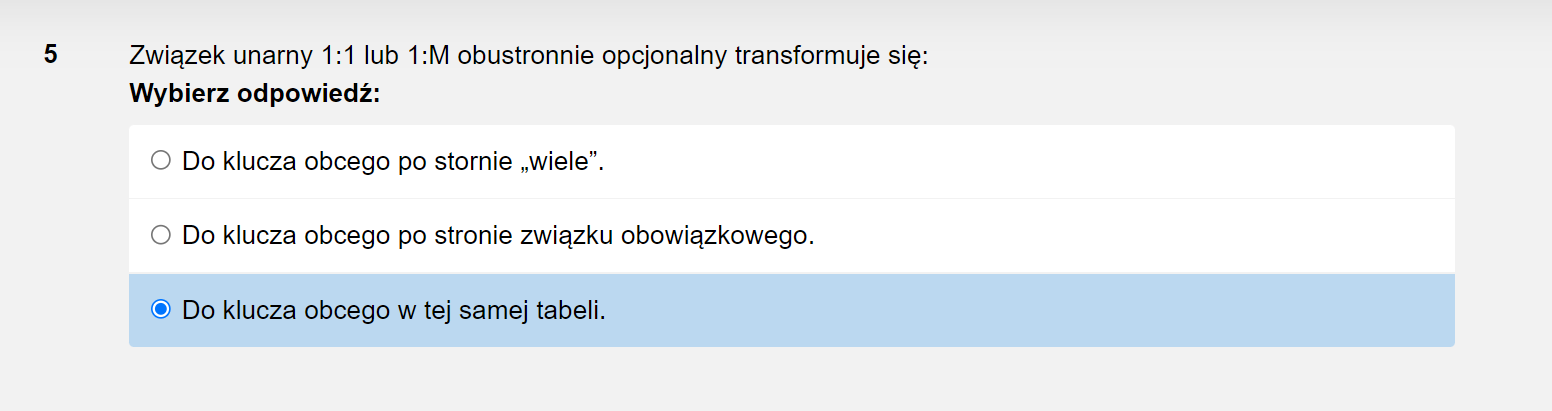 5 Związek unarny 1:1 lub 1:M obustronnie opcjonalny transformuje się:
Wybierz odpowiedź:
Do klucza obcego po stornie „wiele”.
Do klucza obcego po stronie związku obowiązkowego.
Do klucza obcego w tej samej tabeli.